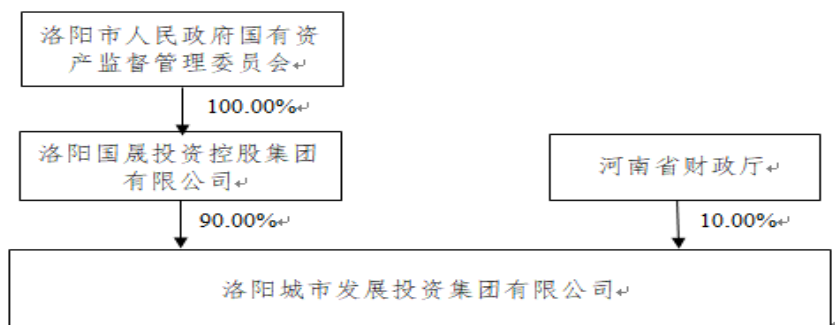 洛阳市人民政府国有资
产监督管理委员会
100.00%
洛阳国晟投资控股集团
有限公司
河南省财政厅
90.00%
10.00%
洛阳城市发展投资集团有限公司